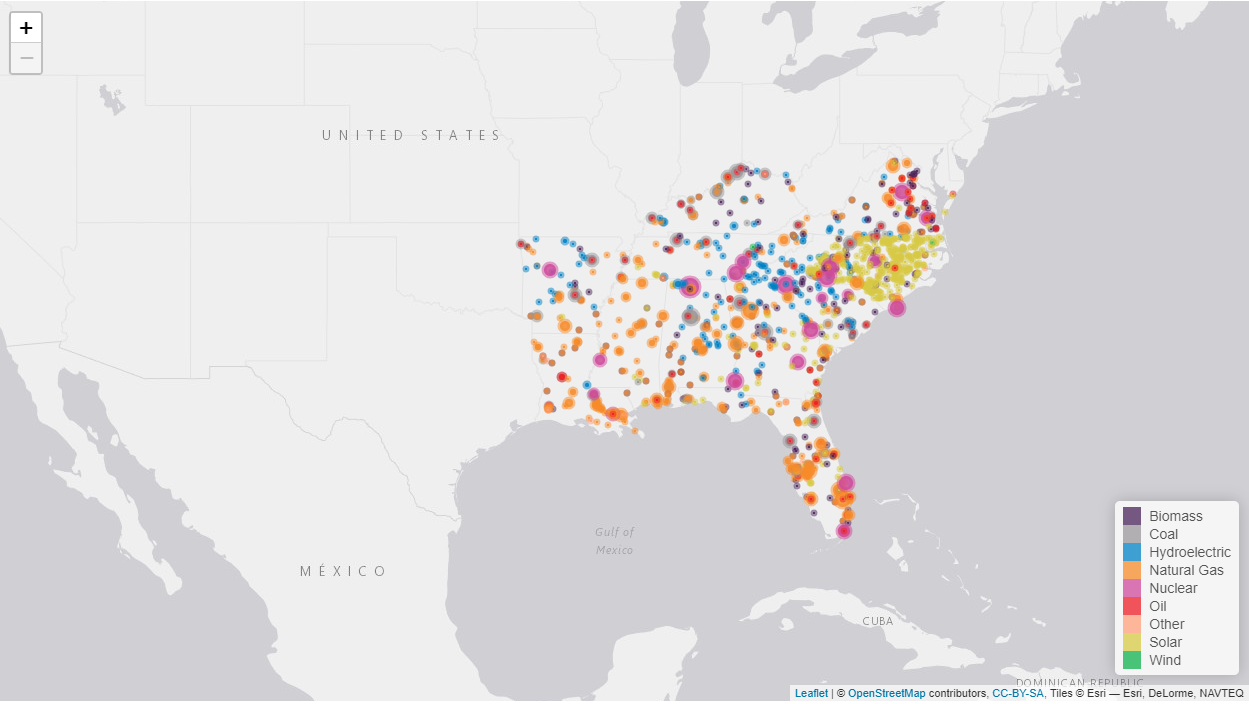 +
−
UNITED STATES
Gulf of
Mexico
MÉXICO
CUBA
DOMINICAN REPUBLIC
Biomass
Coal
Hydroelectric
Natural Gas
Nuclear
Oil
Other
Solar
Wind
Leaflet | © OpenStreetMap contributors, CC-BY-SA, Tiles © Esri — Esri, DeLorme, NAVTEQ